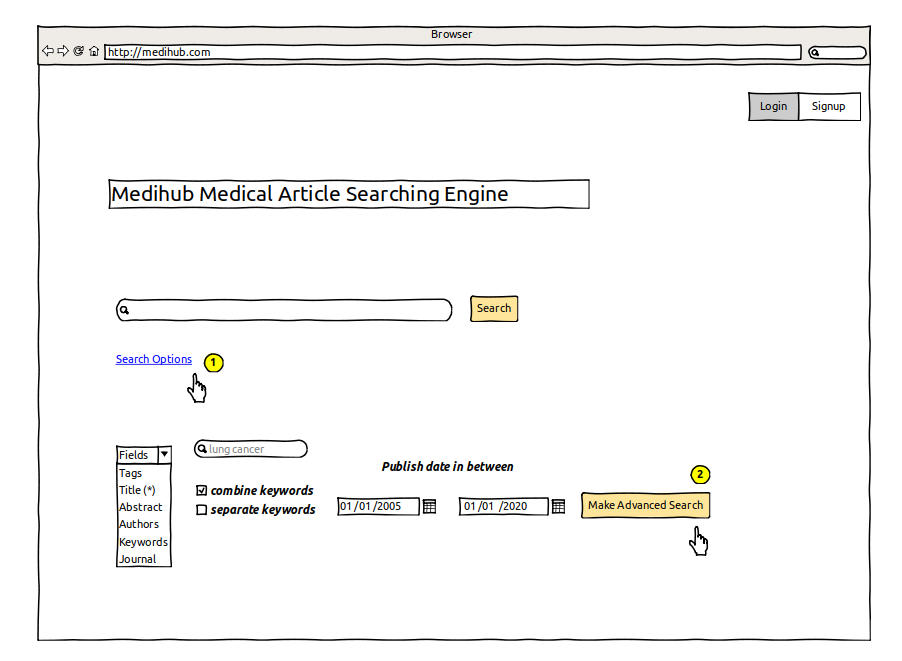 Browser
http://medihub.com
Login Signup
Medihub Medical Article Searching Engine
Search
Search Options 1
Fields
Tags
Title (*)
Abstract
Authors
Keywords
Journal
lung cancer
combine keywords
separate keywords
Publish date in between
01/01/2005 01/01/2020
2
Make Advanced Search